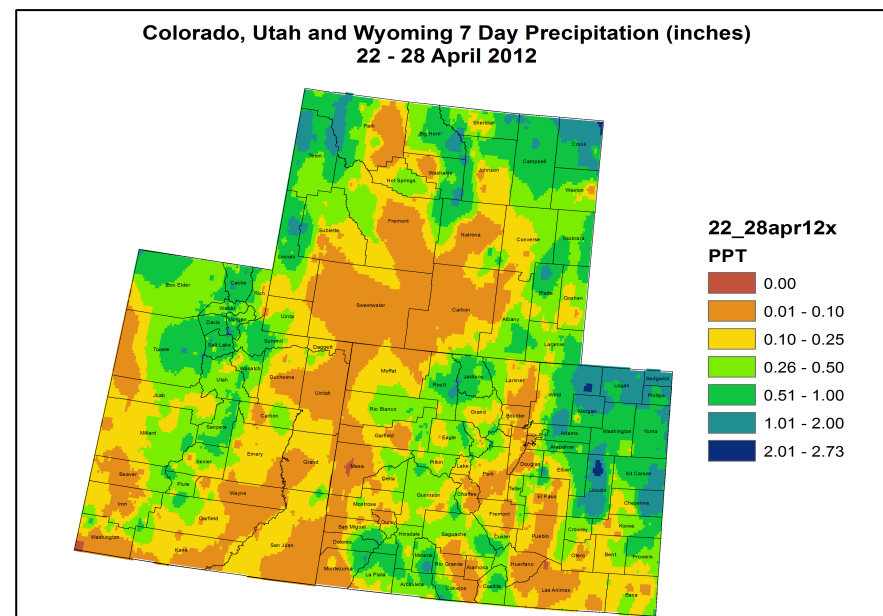 Colorado, Utah and Wyoming 7 Day Precipitation (inches)
22 - 28 April 2012
Park
Sheridan
Big Horn
Crook
Campbell
Teton
Washakie
Johnson
Hot Springs
Weston
Fremont
Sublette
Natrona
Converse
Niobrara
Lincoln
Platte
Goshen
Sweetwater
Carbon
Albany
Uinta
Laramie
Box Elder
Cache
Rich
Weber
Morgan
Davis
Salt Lake
Summit
Daggett
Tooele
Wasatch
Duchesne
Utah
Uintah
Juab
Carbon
Millard
Sanpete
Emery
Sevier
Grand
Beaver
Piute
Wayne
Iron
Garfield
Washington
Kane
San Juan
Moffat
Routt
Jackson
Larimer
Weld
Logan
Sedgwick
Phillips
Morgan
Rio Blanco
Grand
Boulder
Adams
Washington
Yuma
Garfield
Eagle
Arapahoe
Mesa
Pitkin
Lake
Park
Douglas
Elbert
Kit Carson
Delta
Gunnison
Chaffee
Teller
El Paso
Lincoln
Cheyenne
Montrose
Fremont
Ouray
San Miguel
Hinsdale
Saguache
Custer
Pueblo
Crowley
Kiowa
Dolores
Mineral
Rio Grande
Alamosa
Huerfano
Otero
Bent
Prowers
Montezuma
La Plata
Archuleta
Conejos
Costilla
Las Animas
Baca
22_28apr12x
PPT
0.00
0.01 - 0.10
0.10 - 0.25
0.26 - 0.50
0.51 - 1.00
1.01 - 2.00
2.01 - 2.73